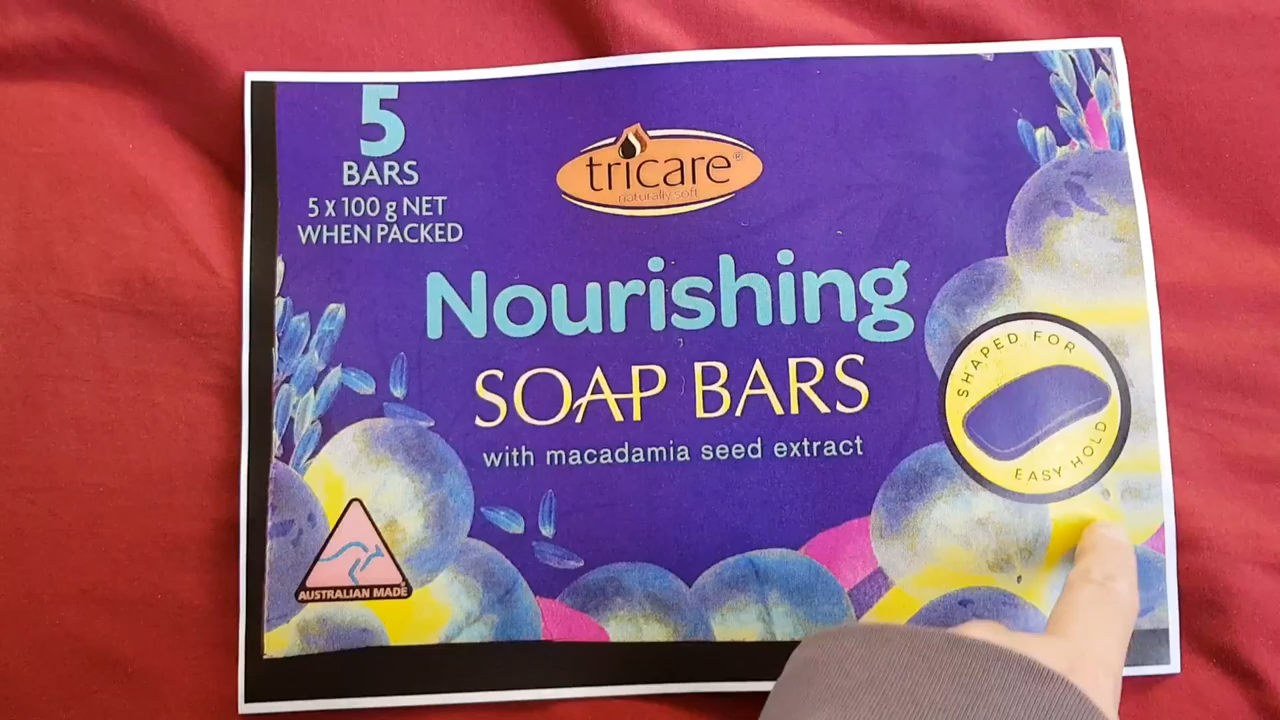 5
BARS
5 x 100 g NET
WHEN PACKED
tricare®
naturally soft
Nourishing
SOAP BARS
with macadamia seed extract
SHAPED FOR
EASY HOLD
AUSTRALIAN MADE